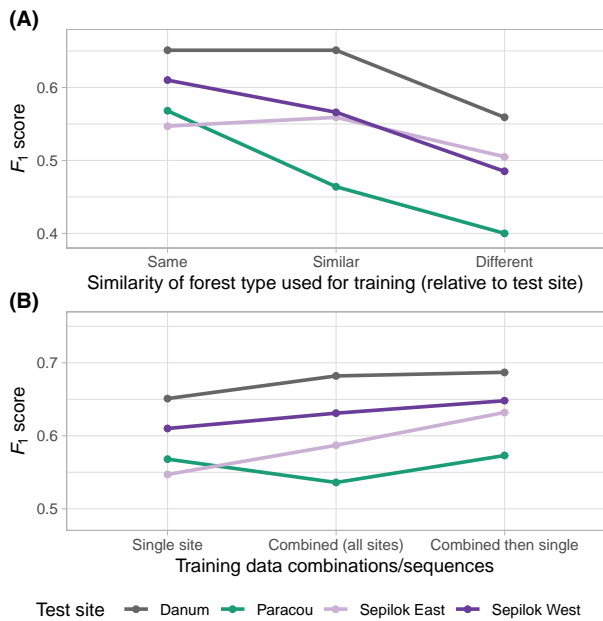 (A)
F1 score
0.6
0.5
0.4
Same Similar Different
Similarity of forest type used for training (relative to test site)
(B)
F1 score
0.7
0.6
0.5
Single site Combined (all sites) Combined then single
Training data combinations/sequences
Test site Danum Paracou Sepilok East Sepilok West